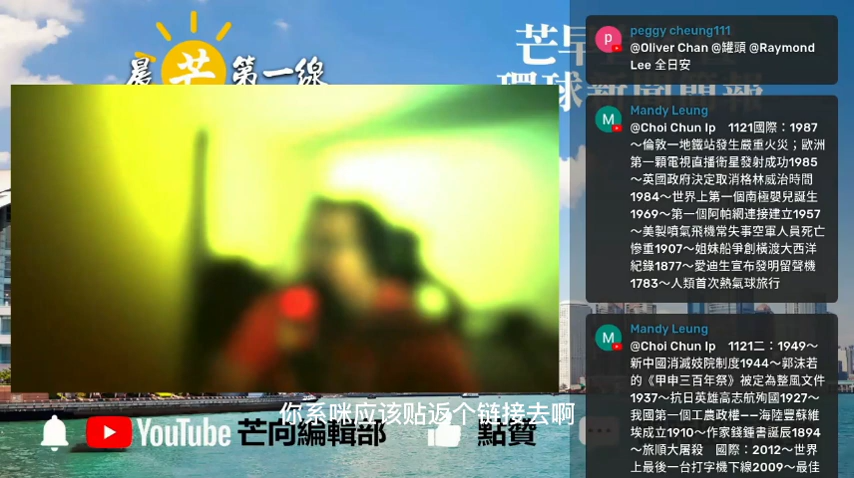 晨芒第一線
芒早
環球新聞簡報
peggy cheung111
@Oliver Chan @罐頭 @Raymond
Lee 全日安
Mandy Leung
@Choi Chun Ip 1121國際：1987
～倫敦一地鐵站發生嚴重火災；歐洲
第一顆電視直播衛星發射成功1985
～英國政府決定取消格林威治時間
1984～世界上第一個南極嬰兒誕生
1969～第一個阿帕網連接建立1957
～美製噴氣飛機常失事空軍人員死亡
慘重1907～姐妹船爭創橫渡大西洋
紀錄1877～愛迪生宣布發明留聲機
1783～人類首次熱氣球旅行
Mandy Leung
@Choi Chun Ip 1121二：1949～
新中國消滅妓院制度1944～郭沫若
的《甲申三百年祭》被定為整風文件
1937～抗日英雄高志航殉國1927～
我國第一個工農政權——海陸豐蘇維
埃成立1910～作家錢鍾書誕辰1894
～旅順大屠殺 國際：2012～世界
上最後一台打字機下線2009～最佳
你系咪应该贴返个链接去啊
YouTube 芒向編輯部 點贊